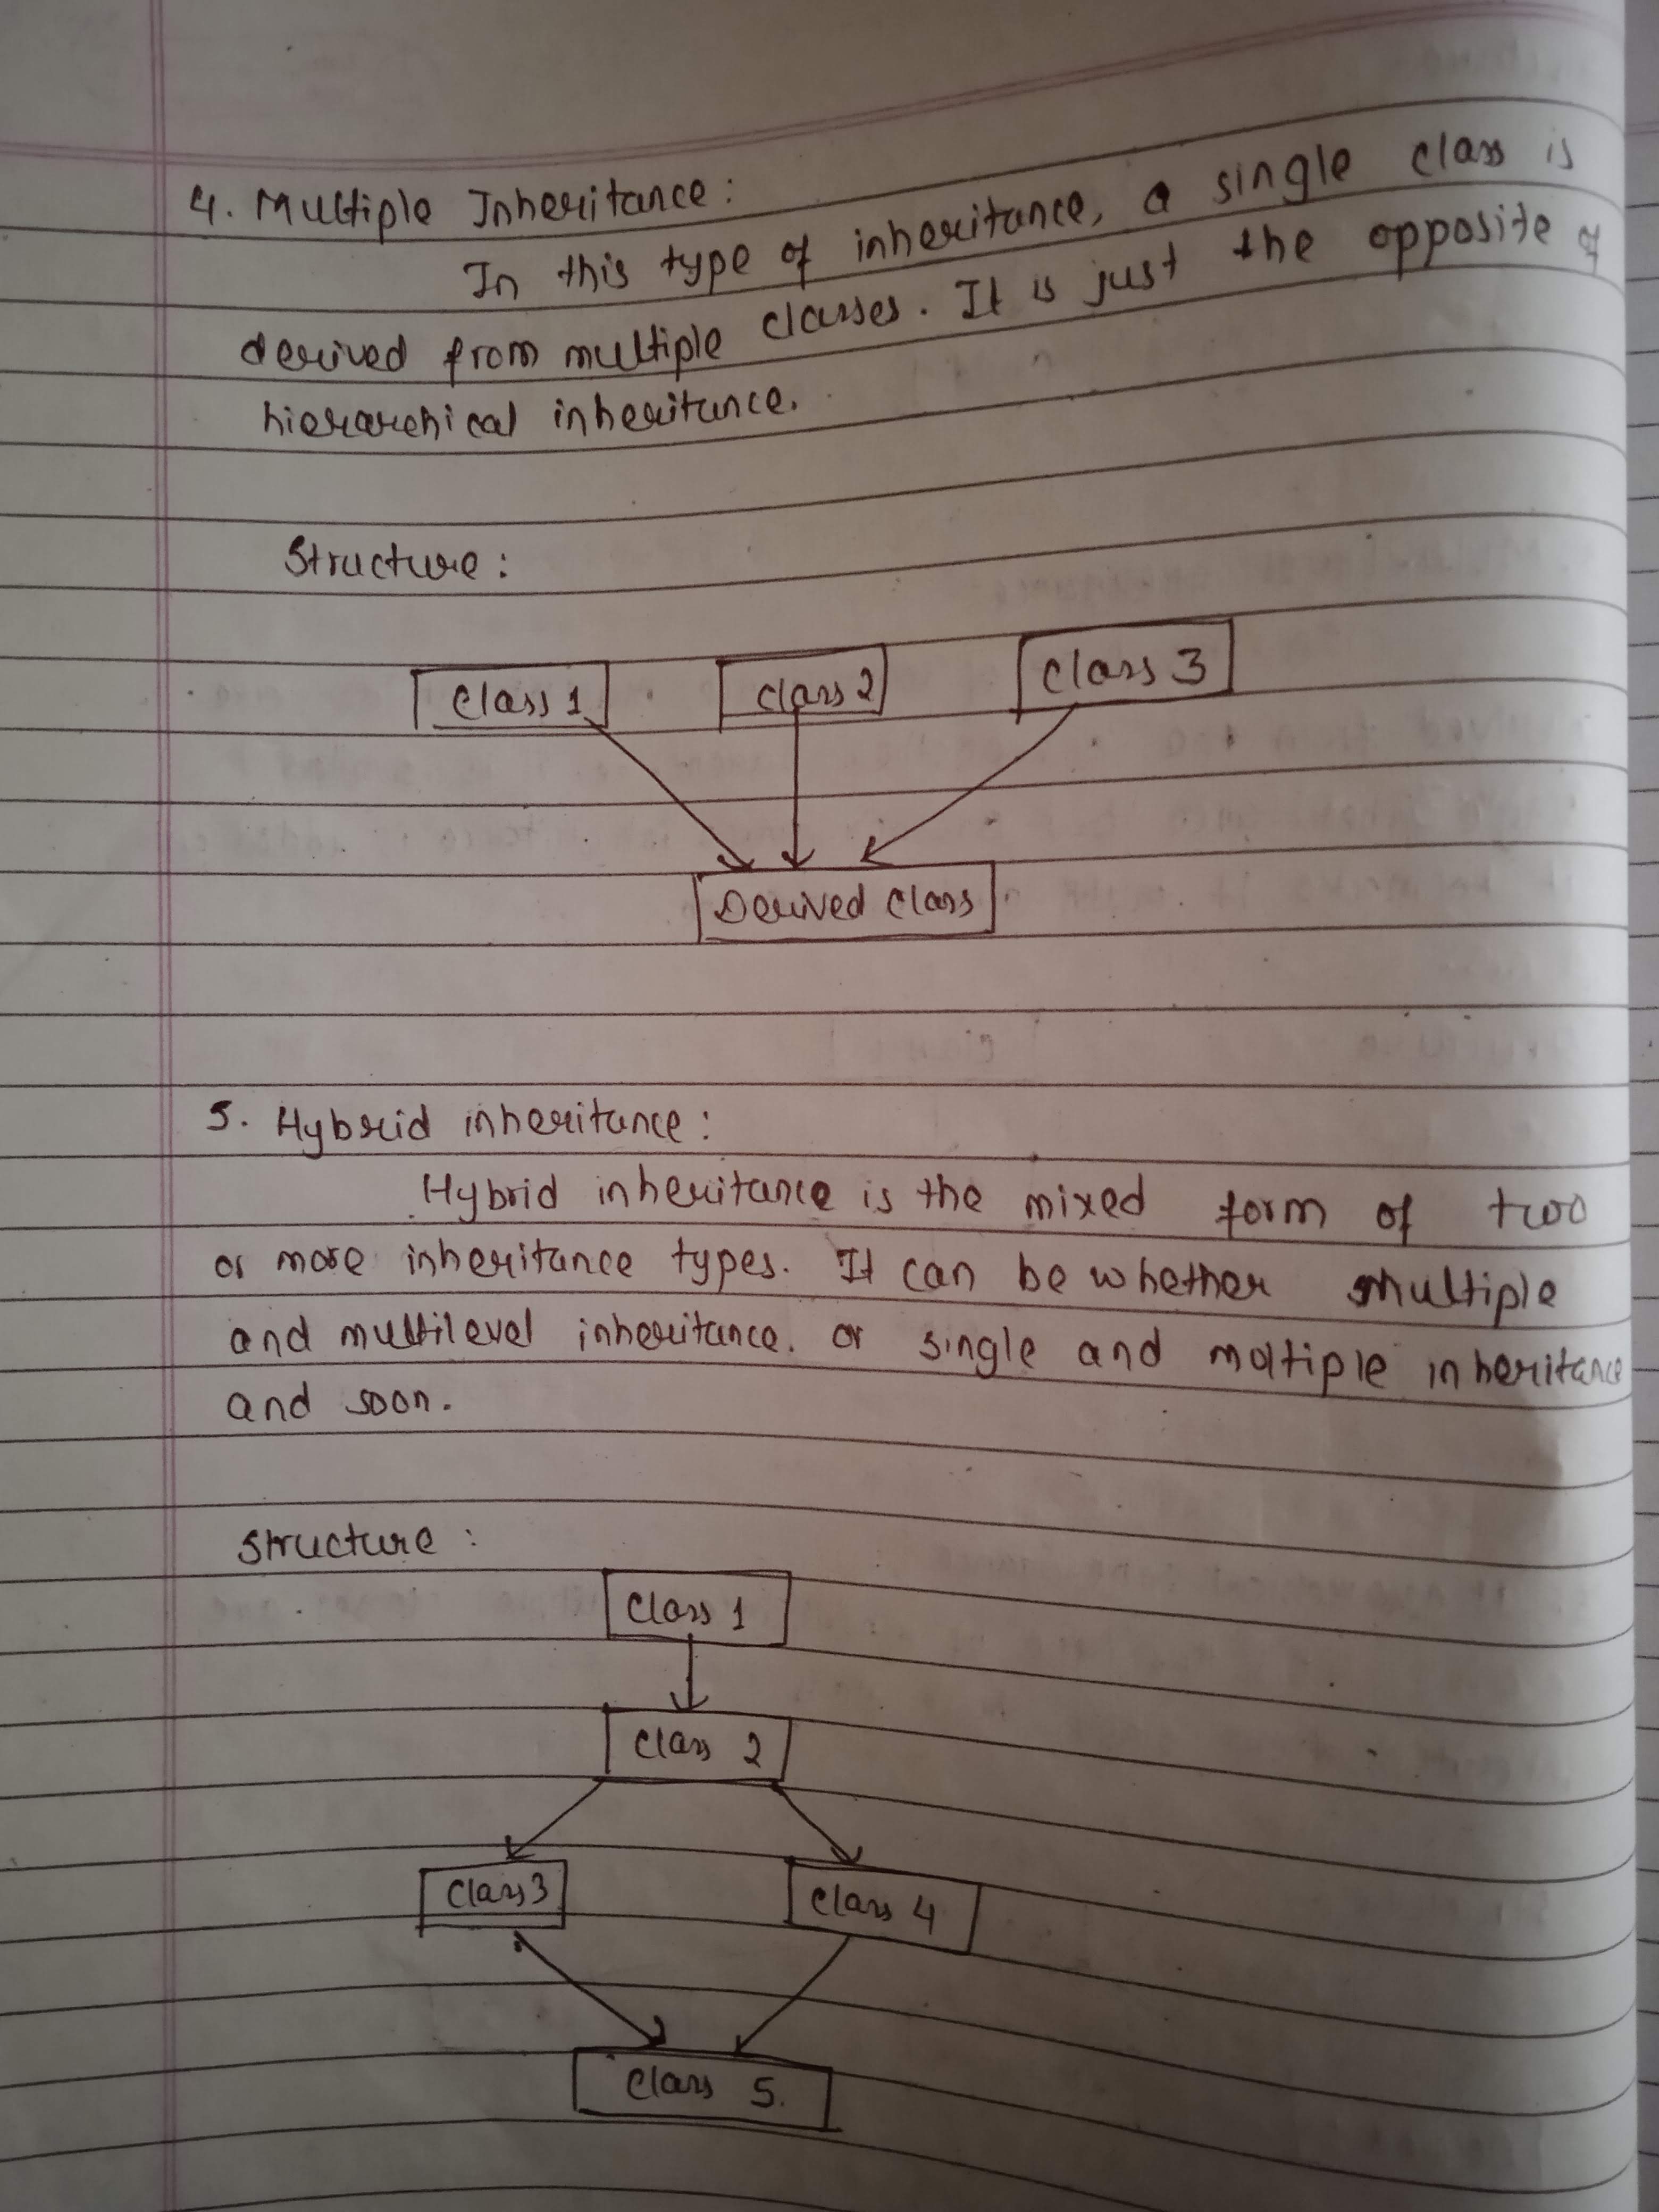 4. Multiple Inheritance:
In this type of inheritance, a single class is
derived from multiple classes. It is just the opposite of
hierarchical inheritance.
Structure:
Class 1 Class 2 Class 3
Derived Class
5. Hybrid inheritance:
Hybrid inheritance is the mixed form of two
or more inheritance types. It can be whether multiple
and multilevel inheritance. or single and moltiple inheritance
and soon.
Structure:
Class 1
Class 2
Class 3 Class 4
Class 5.